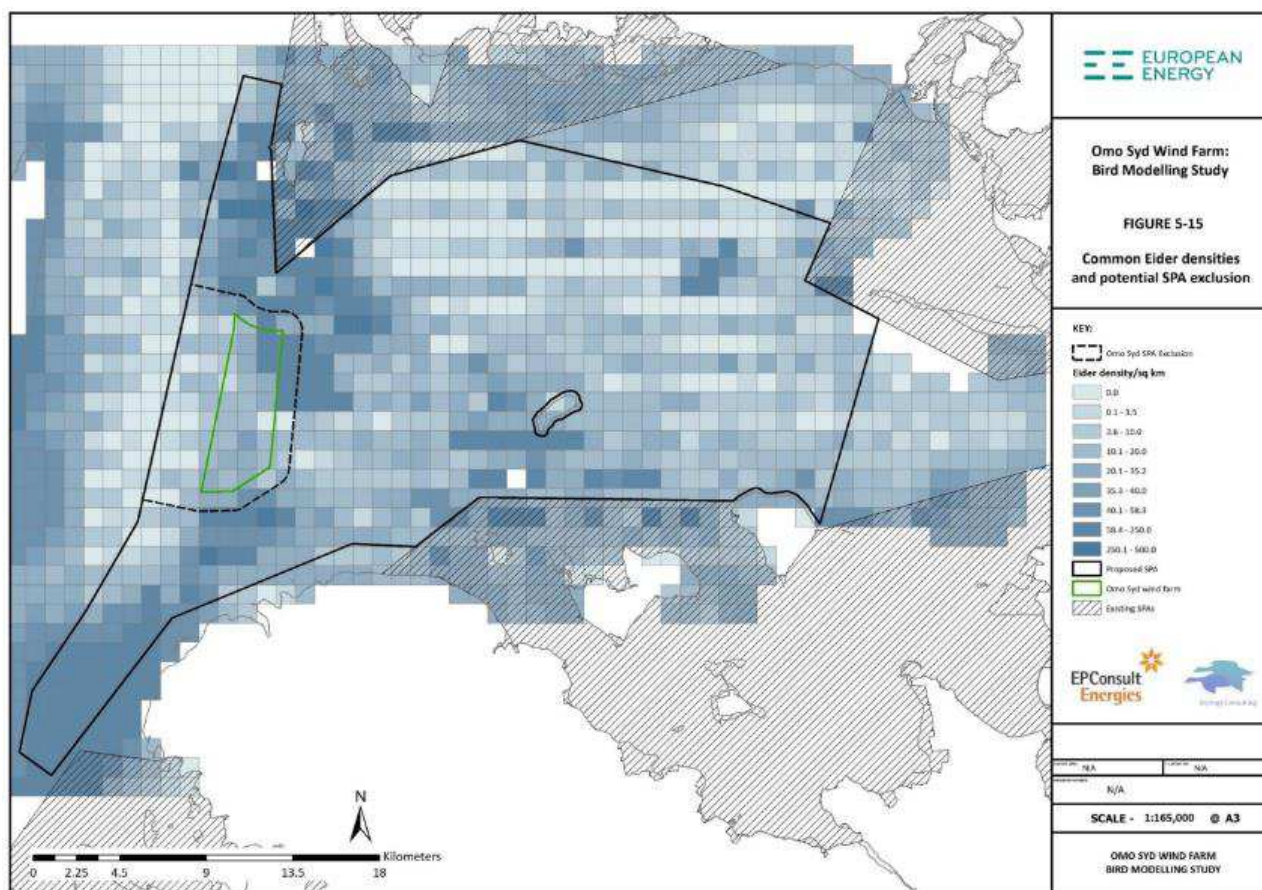 EUROPEAN
ENERGY
Omo Syd Wind Farm:
Bird Modelling Study
FIGURE 5-15
Common Eider densities
and potential SPA exclusion
KEY:
Omo Syd SPA Exclusion
Eider density/sq km
0.0
0.1 - 3.5
3.6 - 10.0
10.1 - 20.0
20.1 - 35.2
35.3 - 40.0
40.1 - 58.3
58.4 - 250.0
250.1 - 500.0
Proposed SPA
Omo Syd wind farm
Existing SPAs
EPConsult
Energies
N/A
N/A
N/A
SCALE - 1:165,000 @ A3
OMO SYD WIND FARM
BIRD MODELLING STUDY
N
Kilometers
0 2.25 4.5 9 13.5 18